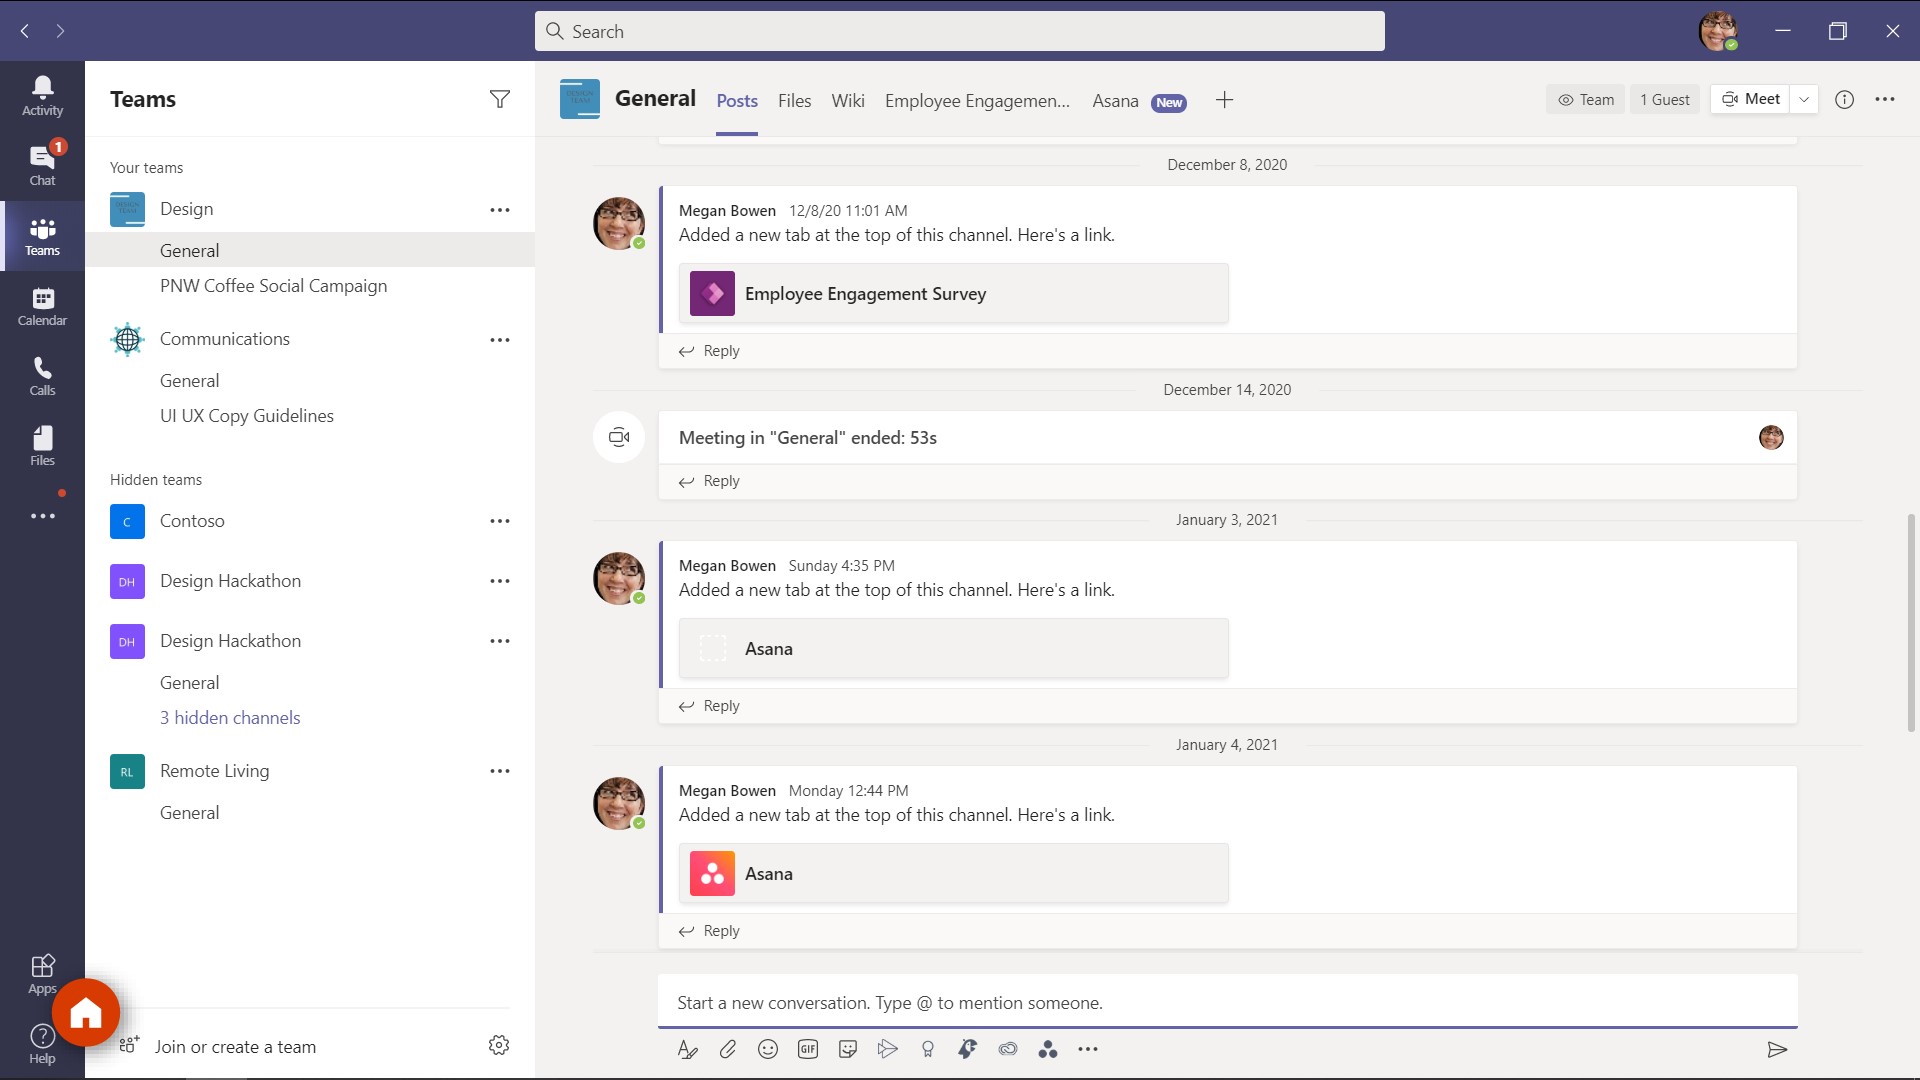 Search
Activity
1
Chat
Teams
Calendar
Calls
Files
Apps
Help
Teams
Your teams
Design
General
PNW Coffee Social Campaign
Communications
General
UI UX Copy Guidelines
Hidden teams
C Contoso
DH Design Hackathon
DH Design Hackathon
General
3 hidden channels
RL Remote Living
General
Join or create a team
DESIGN TEAM
General Posts Files Wiki Employee Engagemen... Asana New
Team 1 Guest Meet
December 8, 2020
Megan Bowen 12/8/20 11:01 AM
Added a new tab at the top of this channel. Here's a link.
Employee Engagement Survey
Reply
December 14, 2020
Meeting in "General" ended: 53s
Reply
January 3, 2021
Megan Bowen Sunday 4:35 PM
Added a new tab at the top of this channel. Here's a link.
Asana
Reply
January 4, 2021
Megan Bowen Monday 12:44 PM
Added a new tab at the top of this channel. Here's a link.
Asana
Reply
Start a new conversation. Type @ to mention someone.
GIF